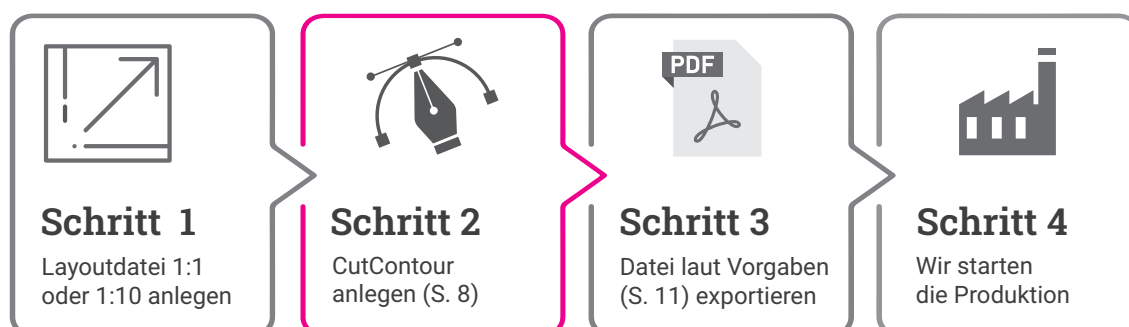 PDF
Schritt 1
Layoutdatei 1:1
oder 1:10 anlegen
Schritt 2
CutContour
anlegen (S. 8)
Schritt 3
Datei laut Vorgaben
(S. 11) exportieren
Schritt 4
Wir starten
die Produktion